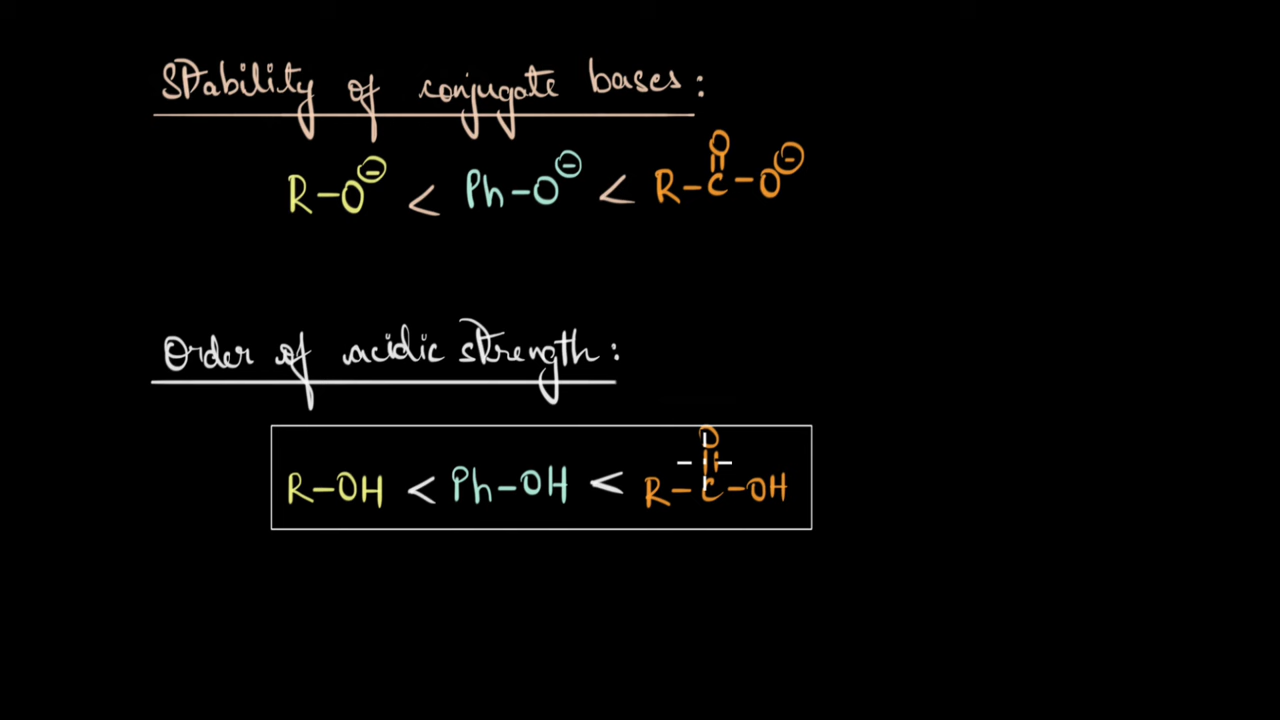 Stability of conjugate bases:
R-O⊖ < Ph-O⊖ < R-C(=O)-O⊖
Order of acidic strength:
R-OH < Ph-OH < R-C(=O)-OH